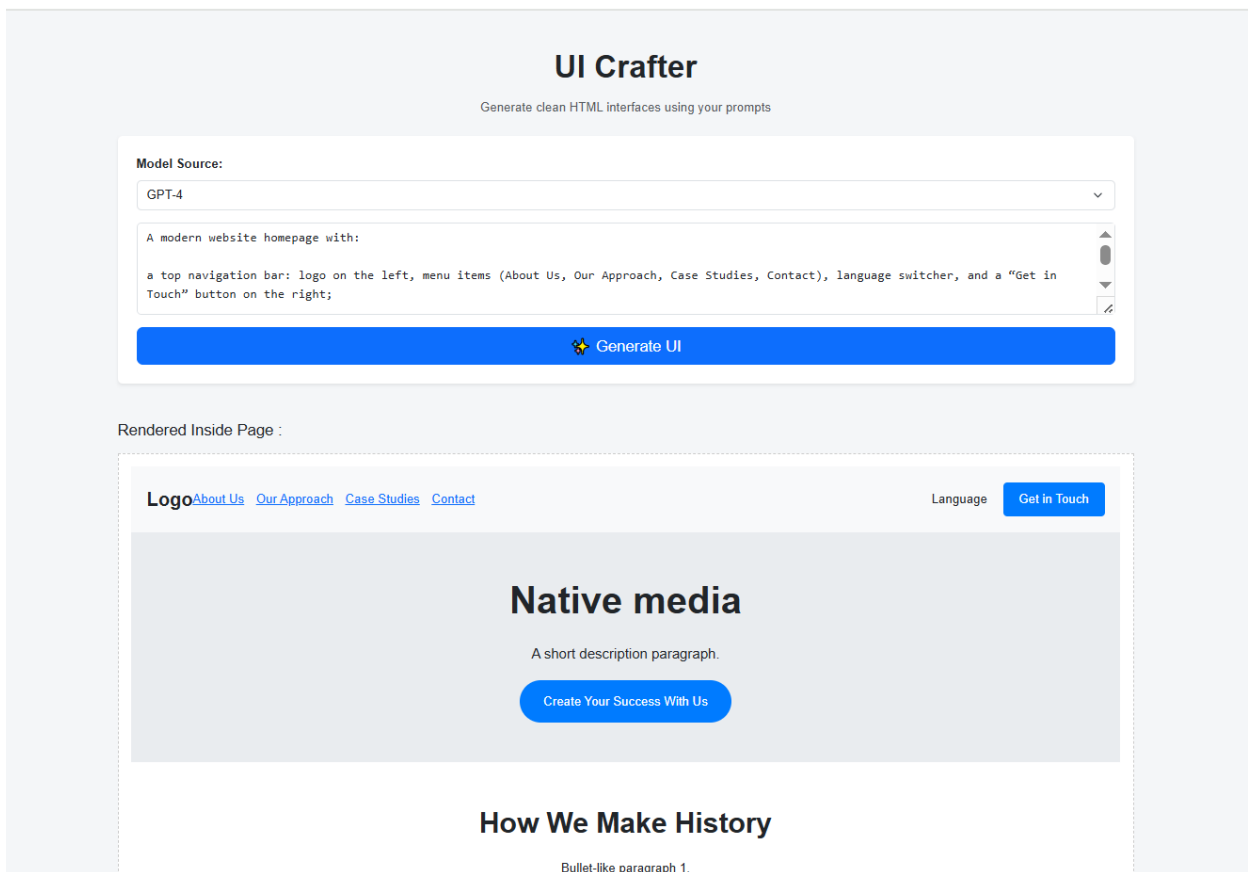 UI Crafter
Generate clean HTML interfaces using your prompts
Model Source:
GPT-4
A modern website homepage with:
a top navigation bar: logo on the left, menu items (About Us, Our Approach, Case Studies, Contact), language switcher, and a “Get in
Touch” button on the right;
✨ Generate UI
Rendered Inside Page :
Logo About Us Our Approach Case Studies Contact Language Get in Touch
Native media
A short description paragraph.
Create Your Success With Us
How We Make History
Bullet-like paragraph 1.